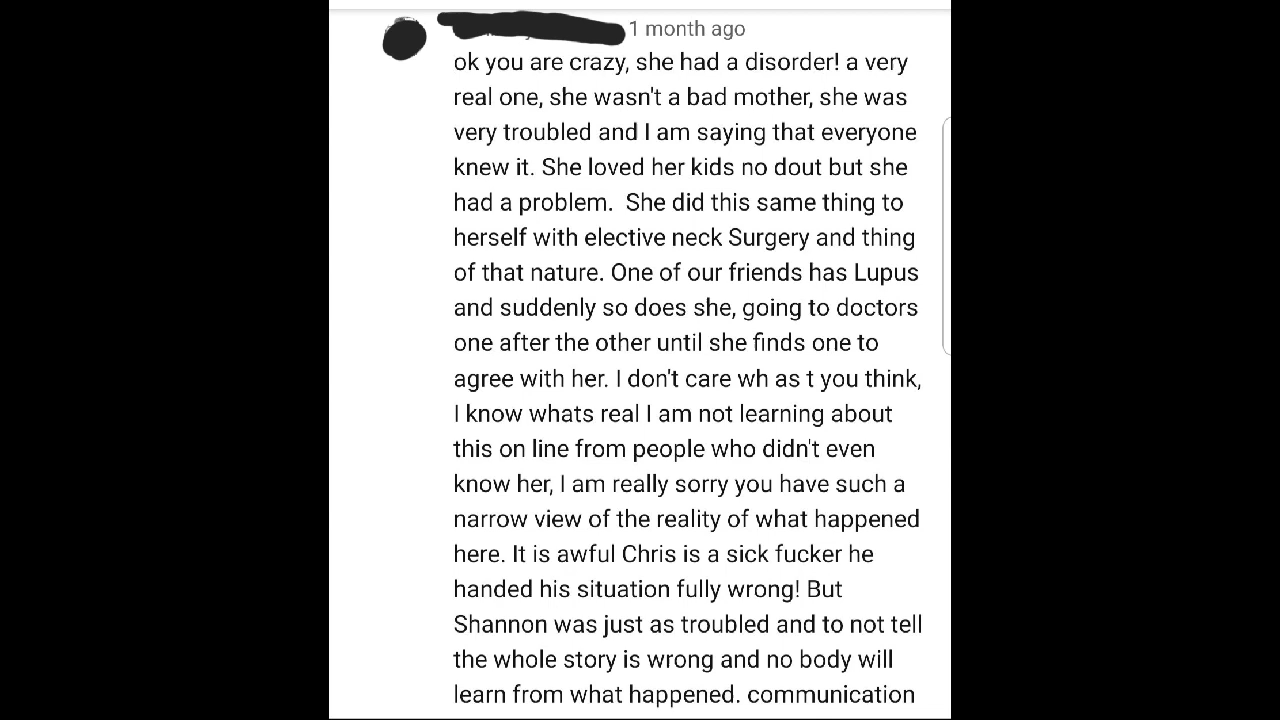 1 month ago
ok you are crazy, she had a disorder! a very
real one, she wasn't a bad mother, she was
very troubled and I am saying that everyone
knew it. She loved her kids no dout but she
had a problem.  She did this same thing to
herself with elective neck Surgery and thing
of that nature. One of our friends has Lupus
and suddenly so does she, going to doctors
one after the other until she finds one to
agree with her. I don't care wh as t you think,
I know whats real I am not learning about
this on line from people who didn't even
know her, I am really sorry you have such a
narrow view of the reality of what happened
here. It is awful Chris is a sick fucker he
handed his situation fully wrong! But
Shannon was just as troubled and to not tell
the whole story is wrong and no body will
learn from what happened. communication